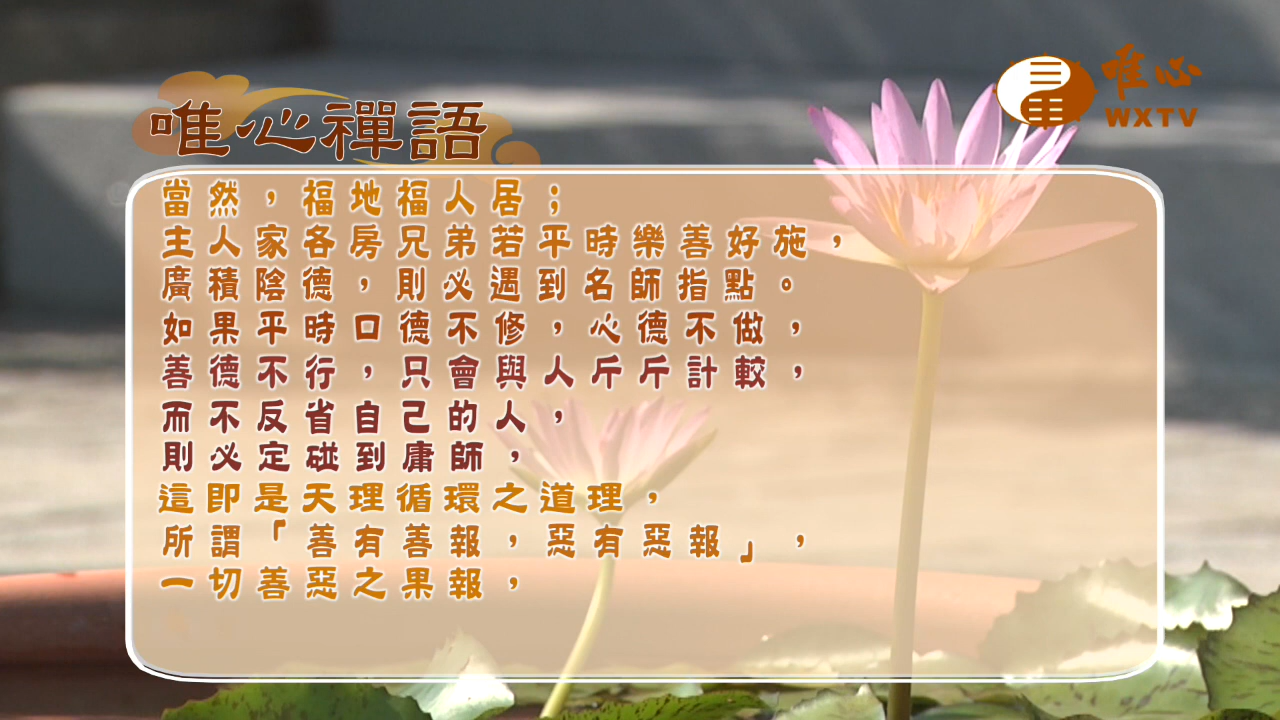 唯心禪語
唯心
WXTV
當然，福地福人居；
主人家各房兄弟若平時樂善好施，
廣積陰德，則必遇到名師指點。
如果平時口德不修，心德不做，
善德不行，只會與人斤斤計較，
而不反省自己的人，
則必定碰到庸師，
這即是天理循環之道理，
所謂「善有善報，惡有惡報」，
一切善惡之果報，